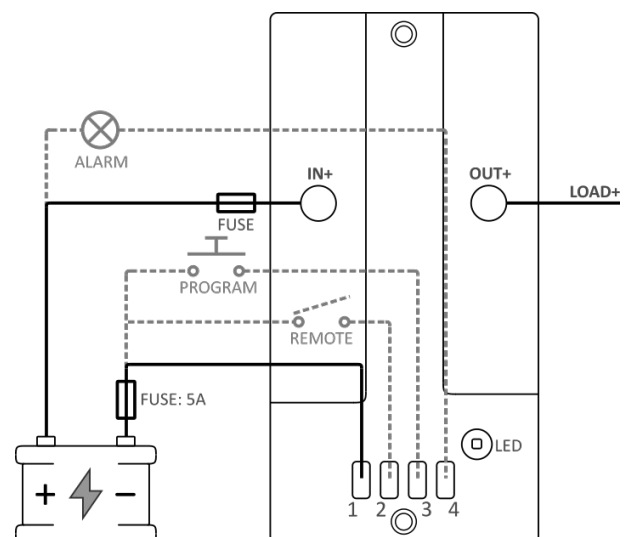 ALARM
IN+
OUT+
LOAD+
FUSE
PROGRAM
REMOTE
FUSE: 5A
LED
+ −
1 2 3 4